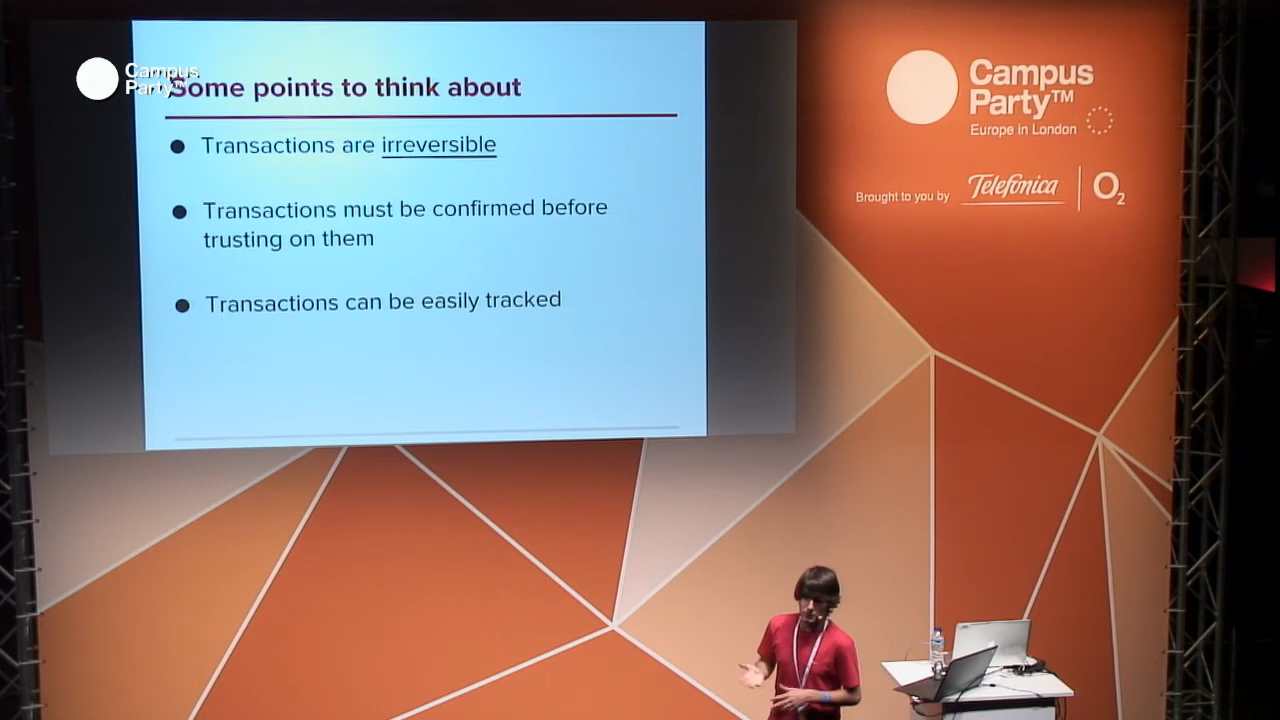 Campus
Party™
Some points to think about
● Transactions are irreversible
● Transactions must be confirmed before
trusting on them
● Transactions can be easily tracked
Campus
Party™
Europe in London
Brought to you by Telefónica O2